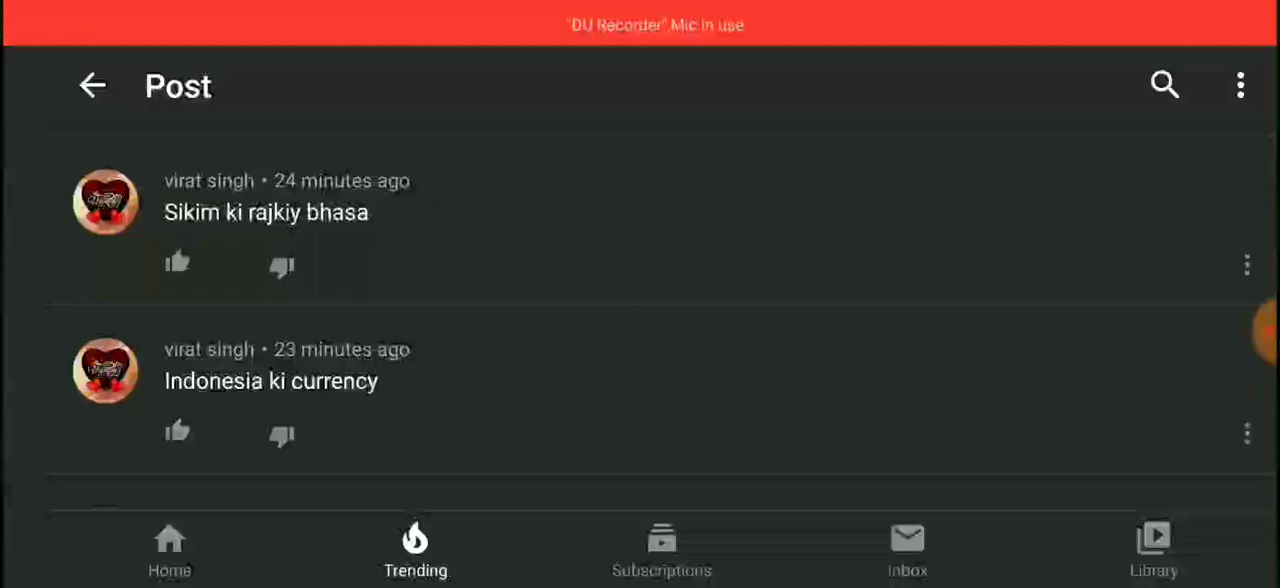 "DU Recorder" Mic in use
Post
virat singh • 24 minutes ago
Sikim ki rajkiy bhasa
virat singh • 23 minutes ago
Indonesia ki currency
Home
Trending
Subscriptions
Inbox
Library